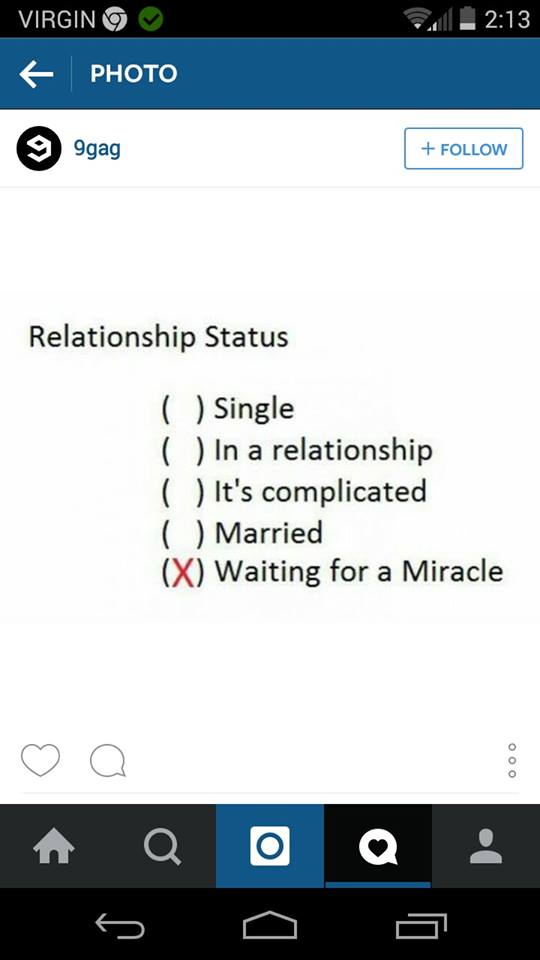 VIRGIN 2:13
PHOTO
9gag + FOLLOW
Relationship Status
( ) Single
( ) In a relationship
( ) It's complicated
( ) Married
(X) Waiting for a Miracle